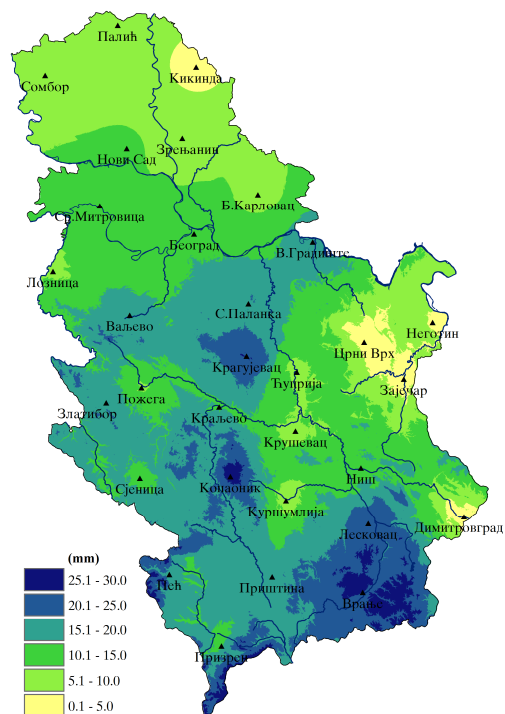 Палић
Кикинда
Сомбор
Зрењанин
Нови Сад
Б.Карловац
Ср.Митровица
Београд
В.Градиште
Лозница
С.Паланка
Ваљево
Неготин
Црни Врх
Крагујевац
Ћуприја
Зајечар
Пожега
Златибор
Краљево
Крушевац
Ниш
Копаоник
Сјеница
Куршумлија
Димитровград
Лесковац
(mm)
Пећ
25.1 - 30.0
Приштина
Врање
20.1 - 25.0
15.1 - 20.0
10.1 - 15.0
Призрен
5.1 - 10.0
0.1 - 5.0